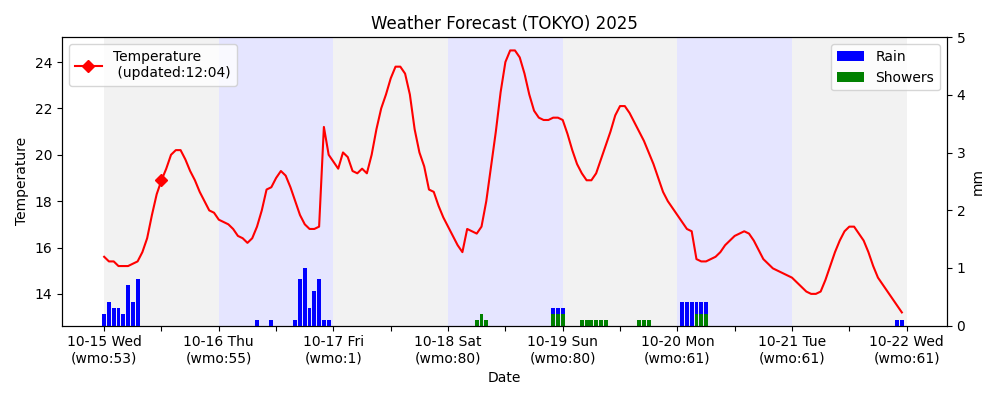 Weather Forecast (TOKYO) 2025
Temperature
(updated:12:04)
Rain
Showers
24
22
20
18
16
14
Temperature
5
4
3
2
1
0
mm
10-15 Wed
(wmo:53)
10-16 Thu
(wmo:55)
10-17 Fri
(wmo:1)
10-18 Sat
(wmo:80)
10-19 Sun
(wmo:80)
10-20 Mon
(wmo:61)
10-21 Tue
(wmo:61)
10-22 Wed
(wmo:61)
Date